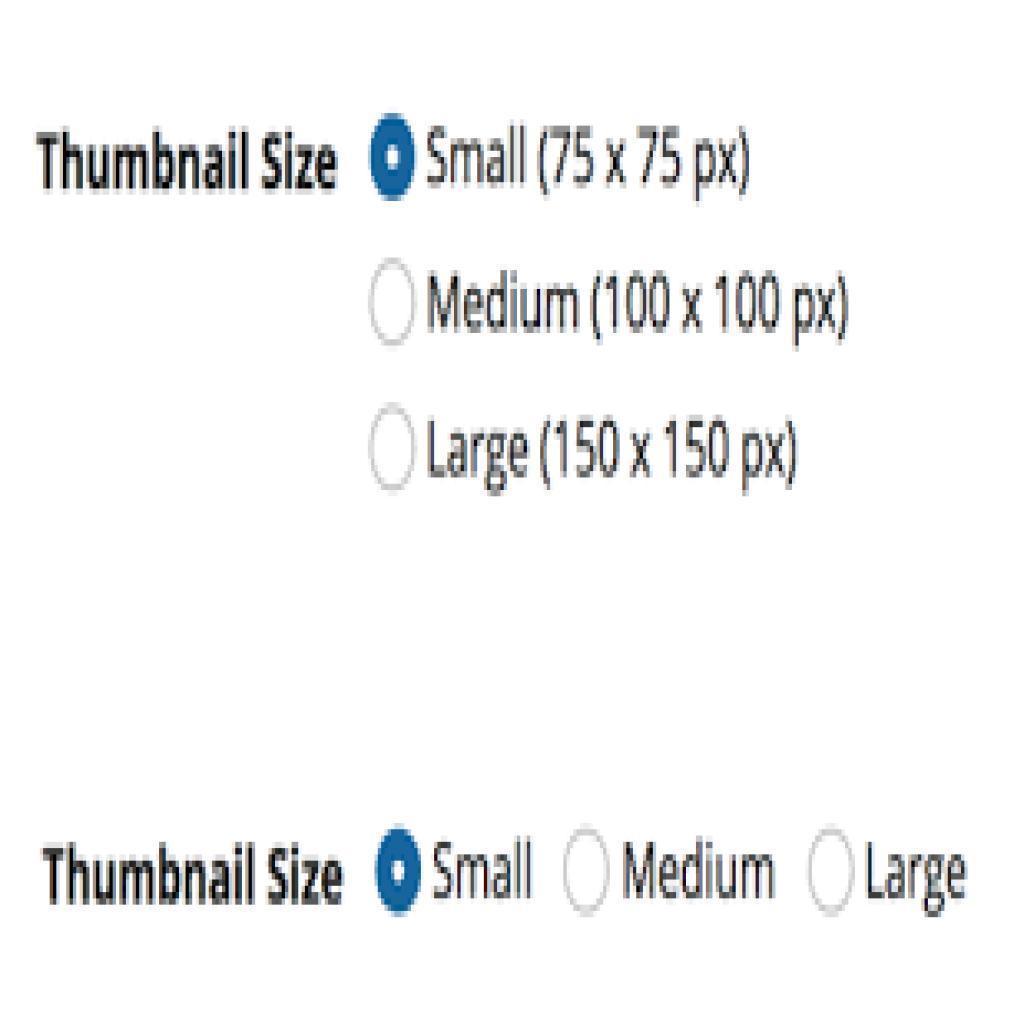 Thumbnail Size Small (75 x 75 px)
Medium (100 x 100 px)
Large (150 x 150 px)
Thumbnail Size Small Medium Large